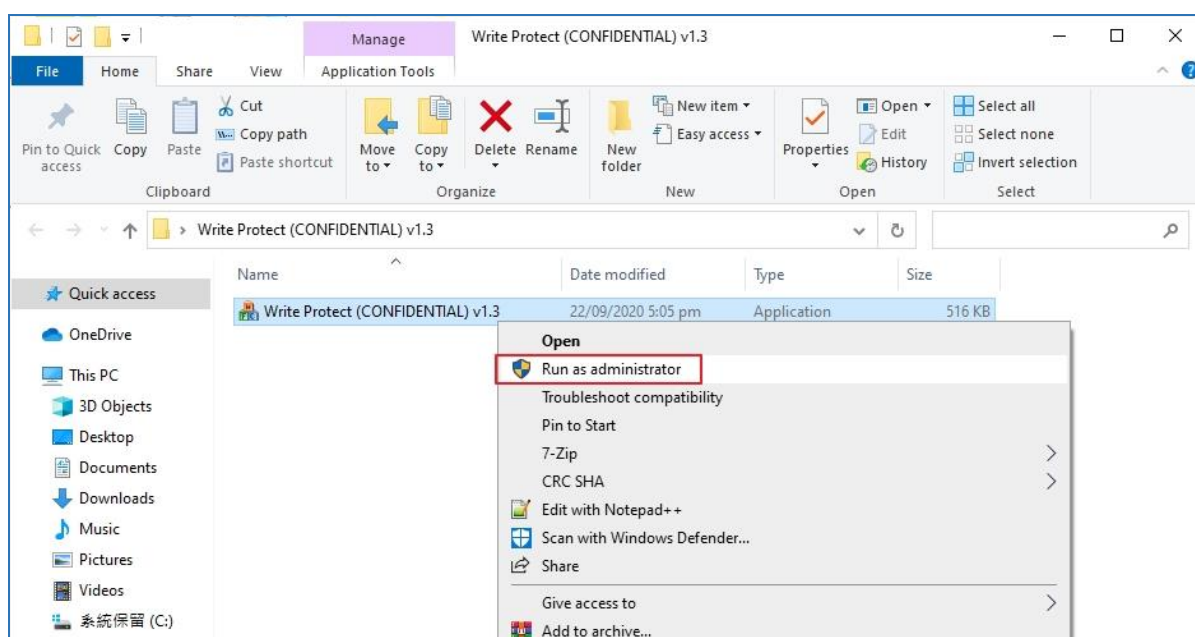 Manage
Write Protect (CONFIDENTIAL) v1.3
File Home Share View Application Tools
Pin to Quick access
Copy
Paste
Cut
Copy path
Paste shortcut
Clipboard
Move to
Copy to
Delete
Rename
Organize
New folder
New item
Easy access
New
Properties
Open
Edit
History
Open
Select all
Select none
Invert selection
Select
Write Protect (CONFIDENTIAL) v1.3
Name Date modified Type Size
Write Protect (CONFIDENTIAL) v1.3 22/09/2020 5:05 pm Application 516 KB
Quick access
OneDrive
This PC
3D Objects
Desktop
Documents
Downloads
Music
Pictures
Videos
系統保留 (C:)
Open
Run as administrator
Troubleshoot compatibility
Pin to Start
7-Zip
CRC SHA
Edit with Notepad++
Scan with Windows Defender...
Share
Give access to
Add to archive...